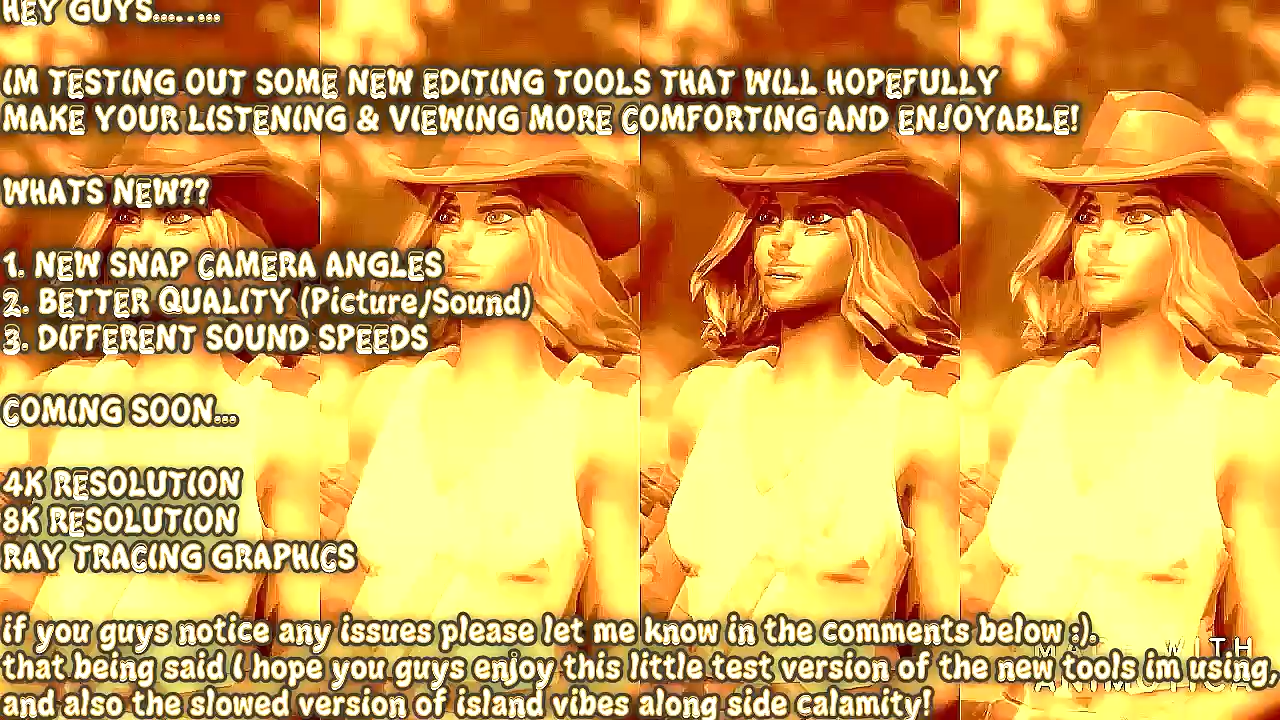 HEY GUYS........
IM TESTING OUT SOME NEW EDITING TOOLS THAT WILL HOPEFULLY
MAKE YOUR LISTENING & VIEWING MORE COMFORTING AND ENJOYABLE!
WHATS NEW??
1. NEW SNAP CAMERA ANGLES
2. BETTER QUALITY (Picture/Sound)
3. DIFFERENT SOUND SPEEDS
COMING SOON...
4K RESOLUTION
8K RESOLUTION
RAY TRACING GRAPHICS
if you guys notice any issues please let me know in the comments below :).
that being said i hope you guys enjoy this little test version of the new tools im using,
and also the slowed version of island vibes along side calamity!
MADE WITH
ANIMOTICA